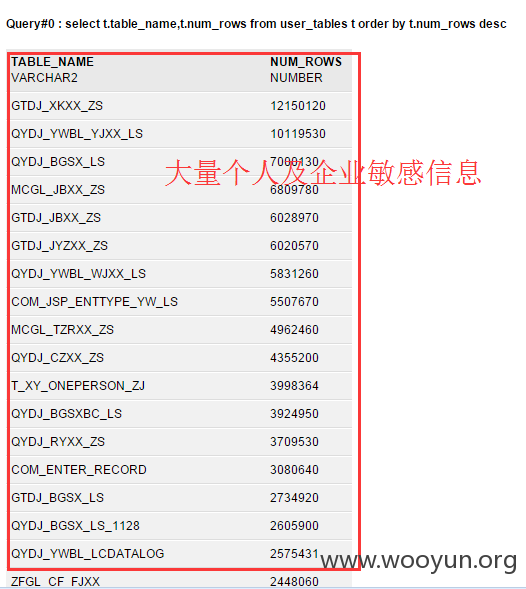 Query#0 : select t.table_name,t.num_rows from user_tables t order by t.num_rows desc
TABLE_NAME NUM_ROWS
VARCHAR2 NUMBER
GTDJ_XKXX_ZS 12150120
QYDJ_YWBL_YJXX_LS 10119530
QYDJ_BGSX_LS 7000130
大量个人及企业敏感信息
MCGL_JBXX_ZS 6809780
GTDJ_JBXX_ZS 6028970
GTDJ_JYZXX_ZS 6020570
QYDJ_YWBL_WJXX_LS 5831260
COM_JSP_ENTTYPE_YW_LS 5507670
MCGL_TZRXX_ZS 4962460
QYDJ_CZXX_ZS 4355200
T_XY_ONEPERSON_ZJ 3998364
QYDJ_BGSXBC_LS 3924950
QYDJ_RYXX_ZS 3709530
COM_ENTER_RECORD 3080640
GTDJ_BGSX_LS 2734920
QYDJ_BGSX_LS_1128 2605900
QYDJ_YWBL_LCDATALOG 2575431
www.wooyun.org
ZFGL_CF_FJXX 2448060